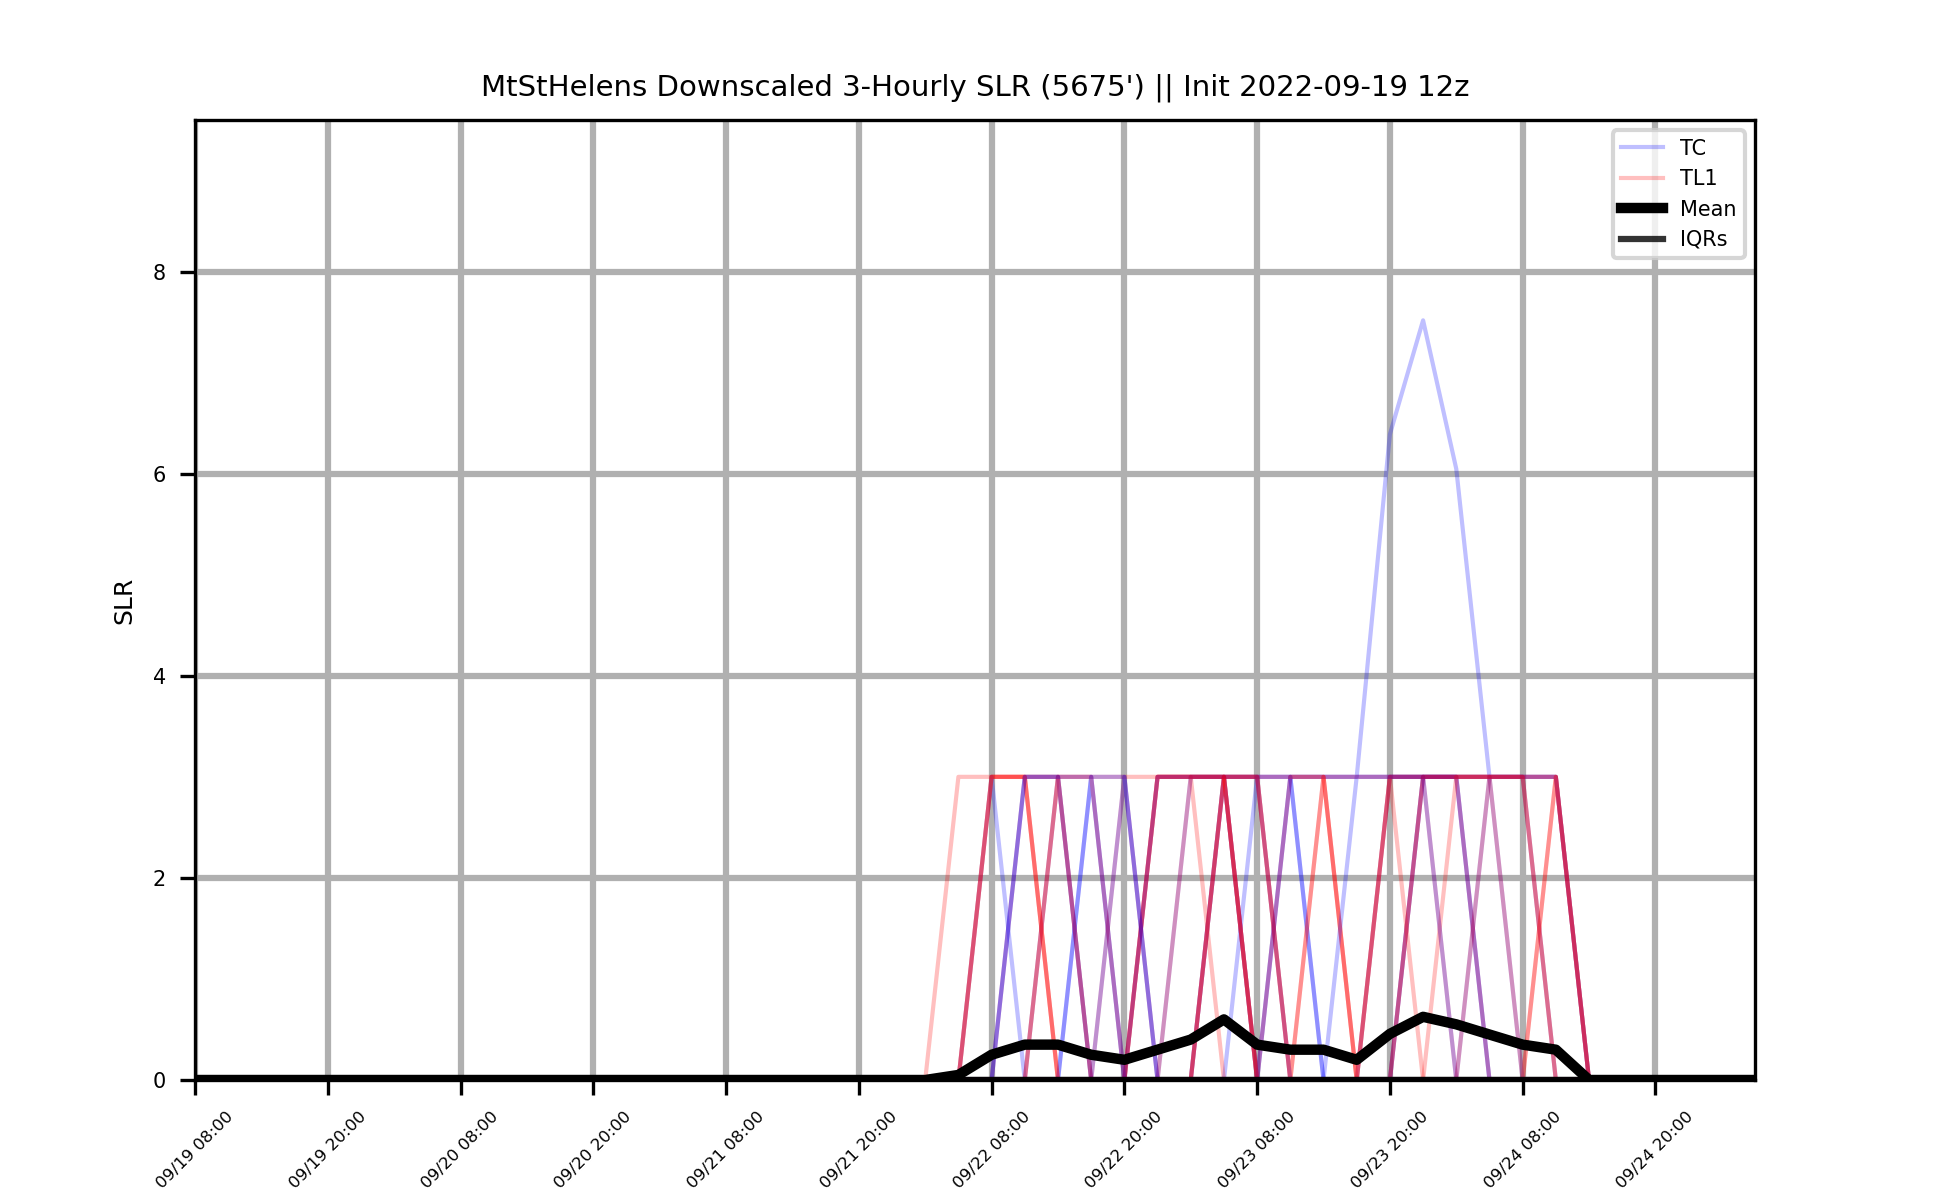 MtStHelens Downscaled 3-Hourly SLR (5675') || Init 2022-09-19 12z
TC
TL1
Mean
IQRs
8
6
4
2
0
SLR
09/19 08:00
09/19 20:00
09/20 08:00
09/20 20:00
09/21 08:00
09/21 20:00
09/22 08:00
09/22 20:00
09/23 08:00
09/23 20:00
09/24 08:00
09/24 20:00